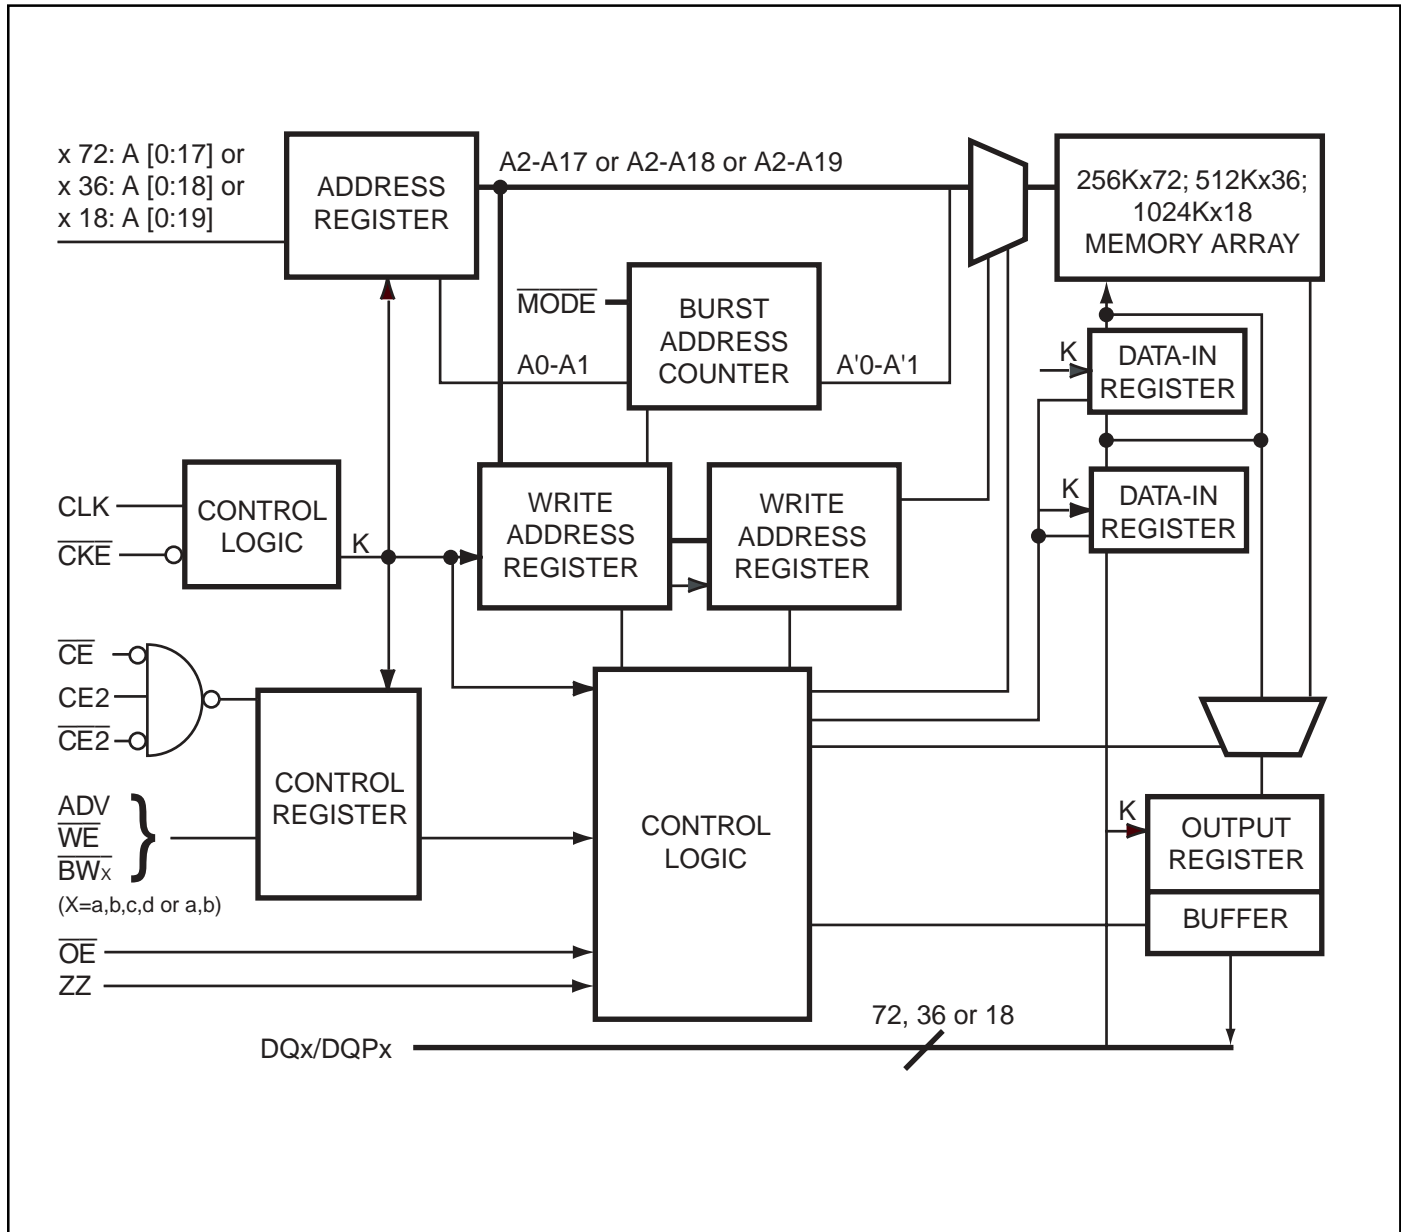 x 72: A [0:17] or
x 36: A [0:18] or
x 18: A [0:19]
ADDRESS
REGISTER
A2-A17 or A2-A18 or A2-A19
256Kx72; 512Kx36;
1024Kx18
MEMORY ARRAY
MODE
BURST
ADDRESS
COUNTER
A0-A1
A'0-A'1
K
DATA-IN
REGISTER
K
DATA-IN
REGISTER
CLK
CKE
CONTROL
LOGIC
K
WRITE
ADDRESS
REGISTER
WRITE
ADDRESS
REGISTER
CE
CE2
CE2
CONTROL
REGISTER
ADV
WE
BWX
(X=a,b,c,d or a,b)
CONTROL
LOGIC
K
OUTPUT
REGISTER
BUFFER
OE
ZZ
72, 36 or 18
DQx/DQPx